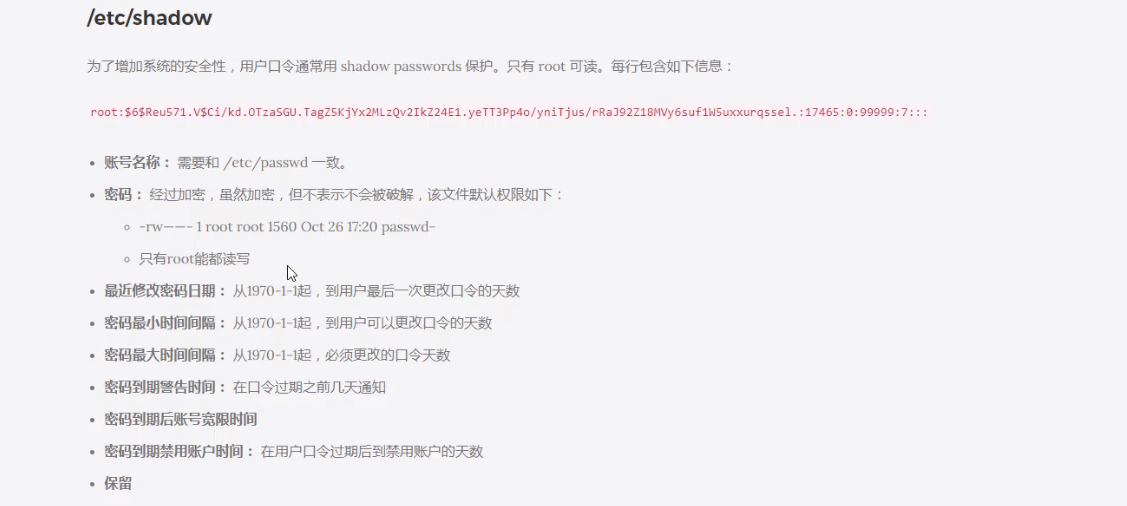 /etc/shadow
为了增加系统的安全性，用户口令通常用 shadow passwords 保护。只有 root 可读。每行包含如下信息：
root:$6$Reu571.V$Ci/kd.OTzaSGU.TagZ5KjYx2MLzQv2IkZ24E1.yeTT3Pp4o/yniTjus/rRaJ92Z18MVy6suf1W5uxxurqssel.:17465:0:99999:7:::
• 账号名称： 需要和 /etc/passwd 一致。
• 密码： 经过加密，虽然加密，但不表示不会被破解，该文件默认权限如下：
◦ -rw——- 1 root root 1560 Oct 26 17:20 passwd-
◦ 只有root能都读写
• 最近修改密码日期： 从1970-1-1起，到用户最后一次更改口令的天数
• 密码最小时间间隔： 从1970-1-1起，到用户可以更改口令的天数
• 密码最大时间间隔： 从1970-1-1起，必须更改的口令天数
• 密码到期警告时间： 在口令过期之前几天通知
• 密码到期后账号宽限时间
• 密码到期禁用账户时间： 在用户口令过期后到禁用账户的天数
• 保留